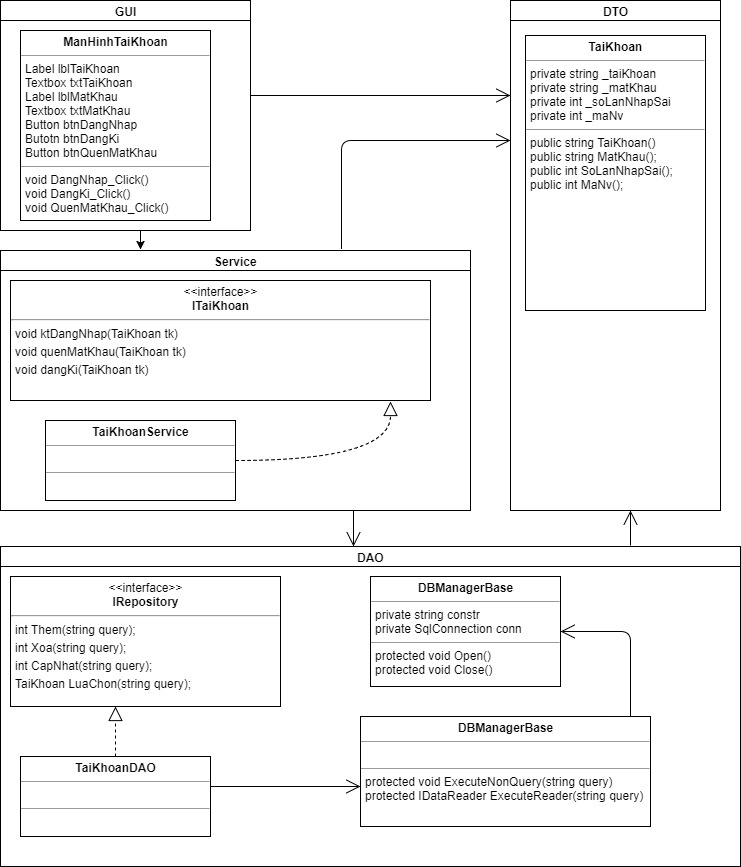 GUI
ManHinhTaiKhoan
Label lblTaiKhoan
Textbox txtTaiKhoan
Label lblMatKhau
Textbox txtMatKhau
Button btnDangNhap
Butotn btnDangKi
Button btnQuenMatKhau
void DangNhap_Click()
void DangKi_Click()
void QuenMatKhau_Click()
DTO
TaiKhoan
private string _taiKhoan
private string _matKhau
private int _soLanNhapSai
private int _maNv
public string TaiKhoan()
public string MatKhau();
public int SoLanNhapSai();
public int MaNv();
Service
<<interface>>
ITaiKhoan
void ktDangNhap(TaiKhoan tk)
void quenMatKhau(TaiKhoan tk)
void dangKi(TaiKhoan tk)
TaiKhoanService
DAO
<<interface>>
IRepository
int Them(string query);
int Xoa(string query);
int CapNhat(string query);
TaiKhoan LuaChon(string query);
DBManagerBase
private string constr
private SqlConnection conn
protected void Open()
protected void Close()
TaiKhoanDAO
DBManagerBase
protected void ExecuteNonQuery(string query)
protected IDataReader ExecuteReader(string query)